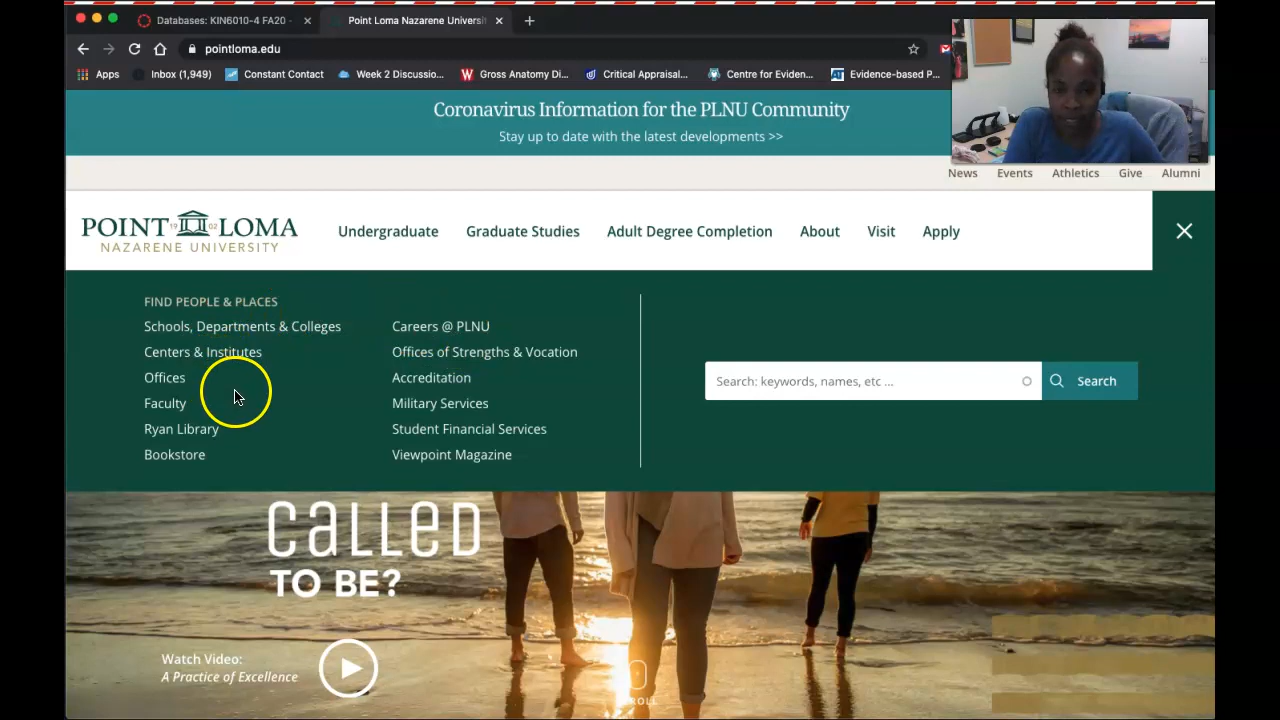 Databases: KIN6010-4 FA20 -
Point Loma Nazarene Universit
pointloma.edu
Apps
Inbox (1,949)
Constant Contact
Week 2 Discussio...
Gross Anatomy Di...
Critical Appraisal...
Centre for Eviden...
Evidence-based P...
Coronavirus Information for the PLNU Community
Stay up to date with the latest developments >>
News Events Athletics Give Alumni
POINT 1902 LOMA
NAZARENE UNIVERSITY
Undergraduate Graduate Studies Adult Degree Completion About Visit Apply
FIND PEOPLE & PLACES
Schools, Departments & Colleges
Centers & Institutes
Offices
Faculty
Ryan Library
Bookstore
Careers @ PLNU
Offices of Strengths & Vocation
Accreditation
Military Services
Student Financial Services
Viewpoint Magazine
Search: keywords, names, etc ...
Search
called
TO BE?
Watch Video:
A Practice of Excellence